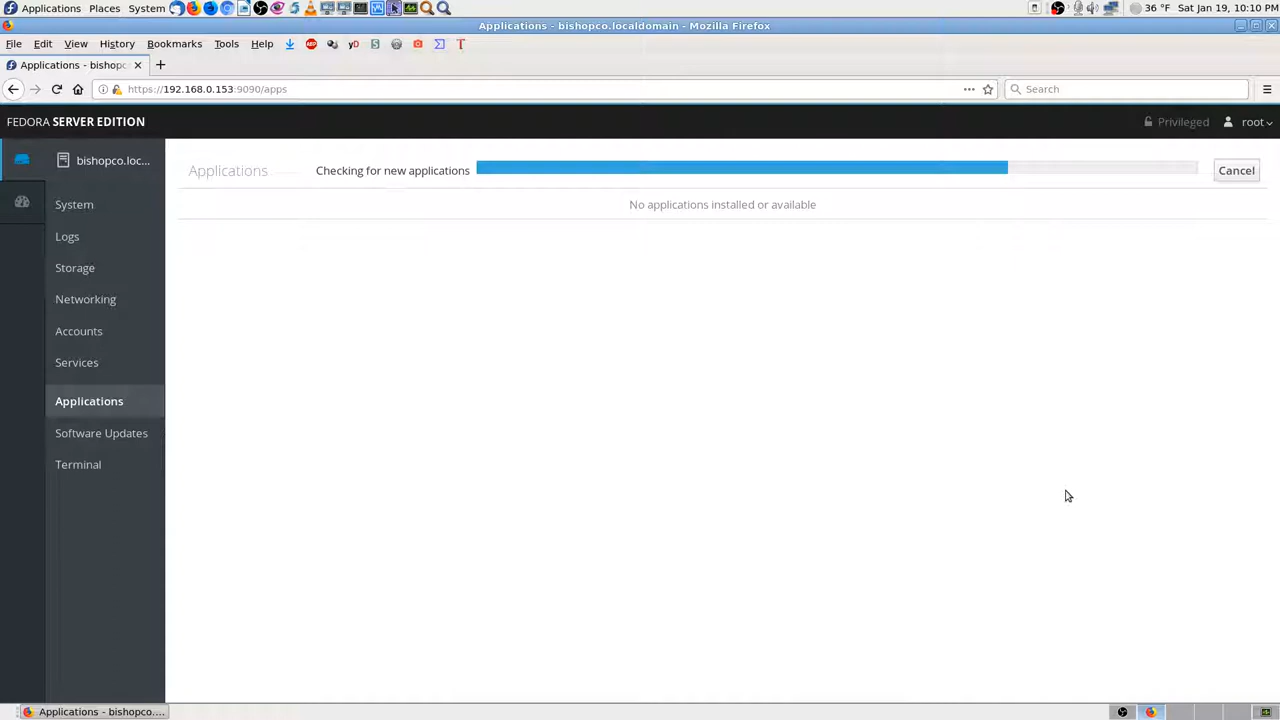 Applications Places System 36 °F Sat Jan 19, 10:10 PM
Applications - bishopco.localdomain - Mozilla Firefox
File Edit View History Bookmarks Tools Help ABP yD S T
Applications - bishopc
https://192.168.0.153:9090/apps Search
FEDORA SERVER EDITION Privileged root
bishopco.loc...
Applications Checking for new applications Cancel
No applications installed or available
System
Logs
Storage
Networking
Accounts
Services
Applications
Software Updates
Terminal
Applications - bishopco....